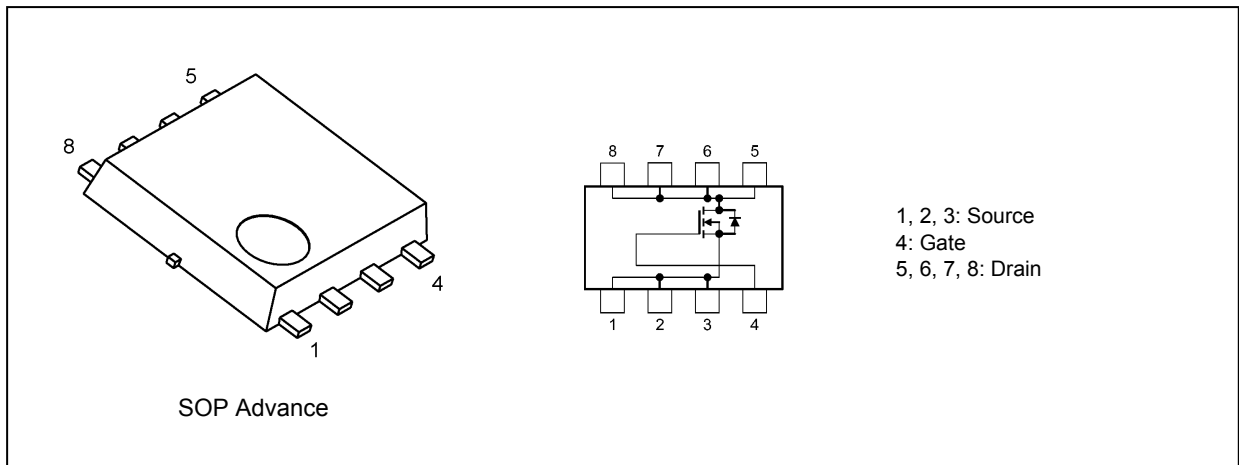 5
8
4
1
SOP Advance
8 7 6 5
1 2 3 4
1, 2, 3: Source
4: Gate
5, 6, 7, 8: Drain